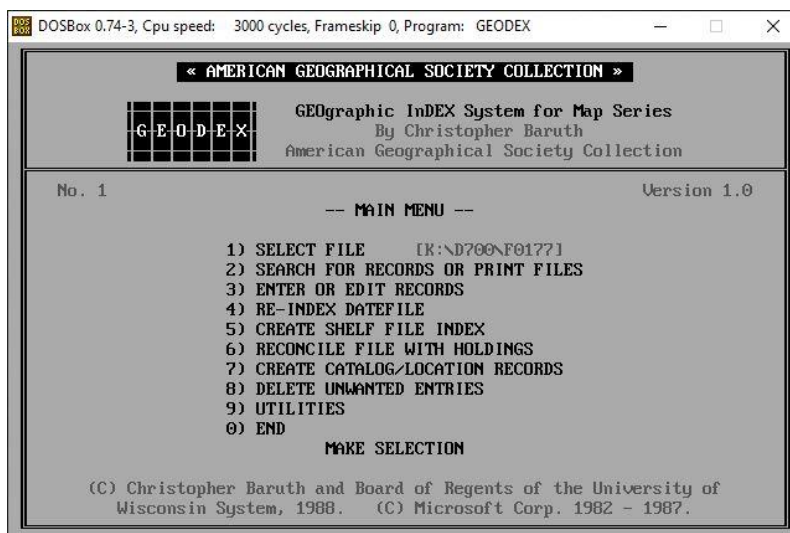 DOSBox 0.74-3, Cpu speed: 3000 cycles, Frameskip 0, Program: GEODEX
« AMERICAN GEOGRAPHICAL SOCIETY COLLECTION »
GEODEX
GEOgraphic InDEX System for Map Series
By Christopher Baruth
American Geographical Society Collection
No. 1 Version 1.0
-- MAIN MENU --
1) SELECT FILE [K:\D700\F0177]
2) SEARCH FOR RECORDS OR PRINT FILES
3) ENTER OR EDIT RECORDS
4) RE-INDEX DATEFILE
5) CREATE SHELF FILE INDEX
6) RECONCILE FILE WITH HOLDINGS
7) CREATE CATALOG/LOCATION RECORDS
8) DELETE UNWANTED ENTRIES
9) UTILITIES
0) END
MAKE SELECTION
(C) Christopher Baruth and Board of Regents of the University of
Wisconsin System, 1988. (C) Microsoft Corp. 1982 - 1987.